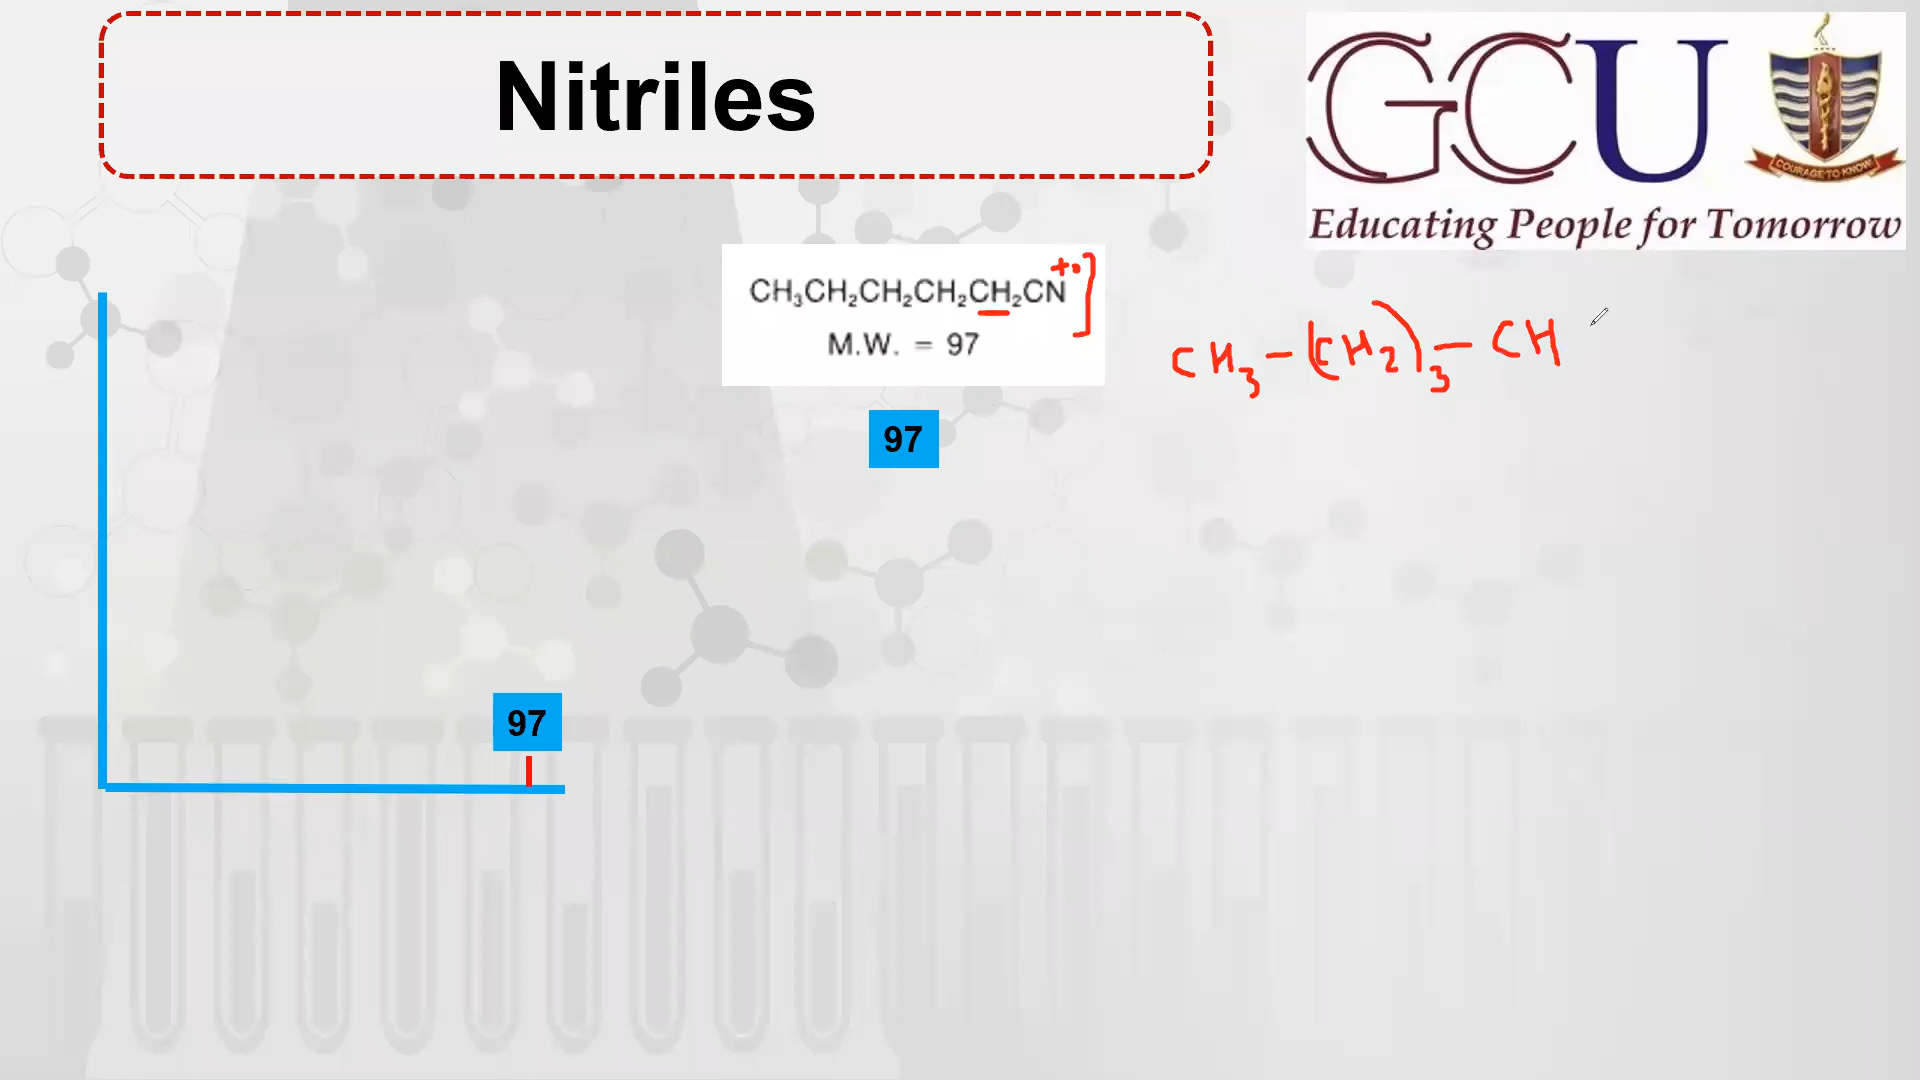 Nitriles
GCU
COURAGE TO KNOW
Educating People for Tomorrow
CH₃CH₂CH₂CH₂CH₂CN +•]
M.W. = 97
CH₃-(CH₂)₃-CH
97
97